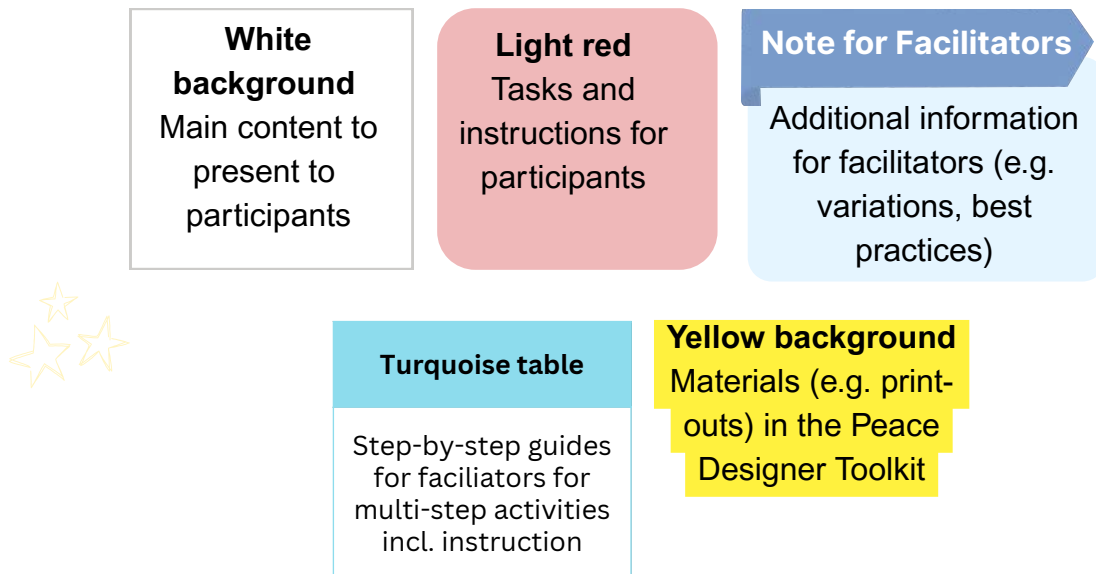 White
background
Main content to
present to
participants
Light red
Tasks and
instructions for
participants
Note for Facilitators
Additional information
for facilitators (e.g.
variations, best
practices)
Turquoise table
Step-by-step guides
for faciliators for
multi-step activities
incl. instruction
Yellow background
Materials (e.g. print-
outs) in the Peace
Designer Toolkit